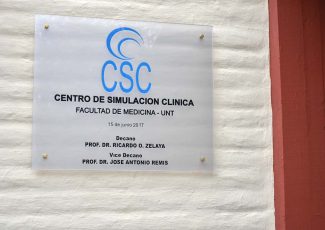 CSC
CENTRO DE SIMULACION CLINICA
FACULTAD DE MEDICINA - UNT
15 de junio 2017
Decano
PROF. DR. RICARDO O. ZELAYA
Vice Decano
PROF. DR. JOSE ANTONIO REMIS